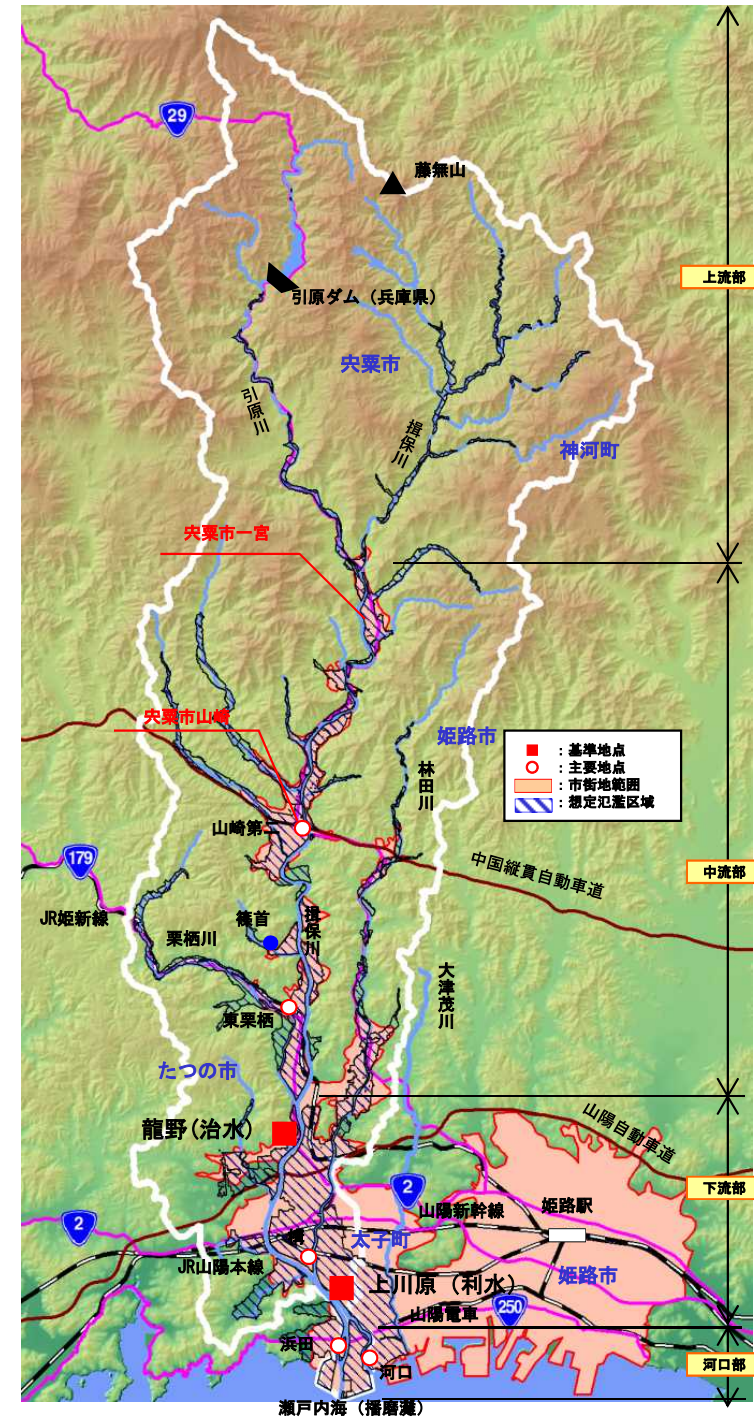 29
藤無山
上流部
引原ダム（兵庫県）
宍粟市
引原川
揖保川
神河町
宍粟市一宮
宍粟市山崎
姫路市
：基準地点
：主要地点
：市街地範囲
：想定氾濫区域
林田川
山崎第二
中国縦貫自動車道
179
中流部
JR姫新線
篠首
揖保川
栗栖川
大津茂川
東栗栖
たつの市
龍野(治水)
山陽自動車道
2
下流部
2
山陽新幹線
姫路駅
太子町
JR山陽本線
姫路市
上川原（利水）
250
山陽電車
浜田
河口
河口部
瀬戸内海（播磨灘）